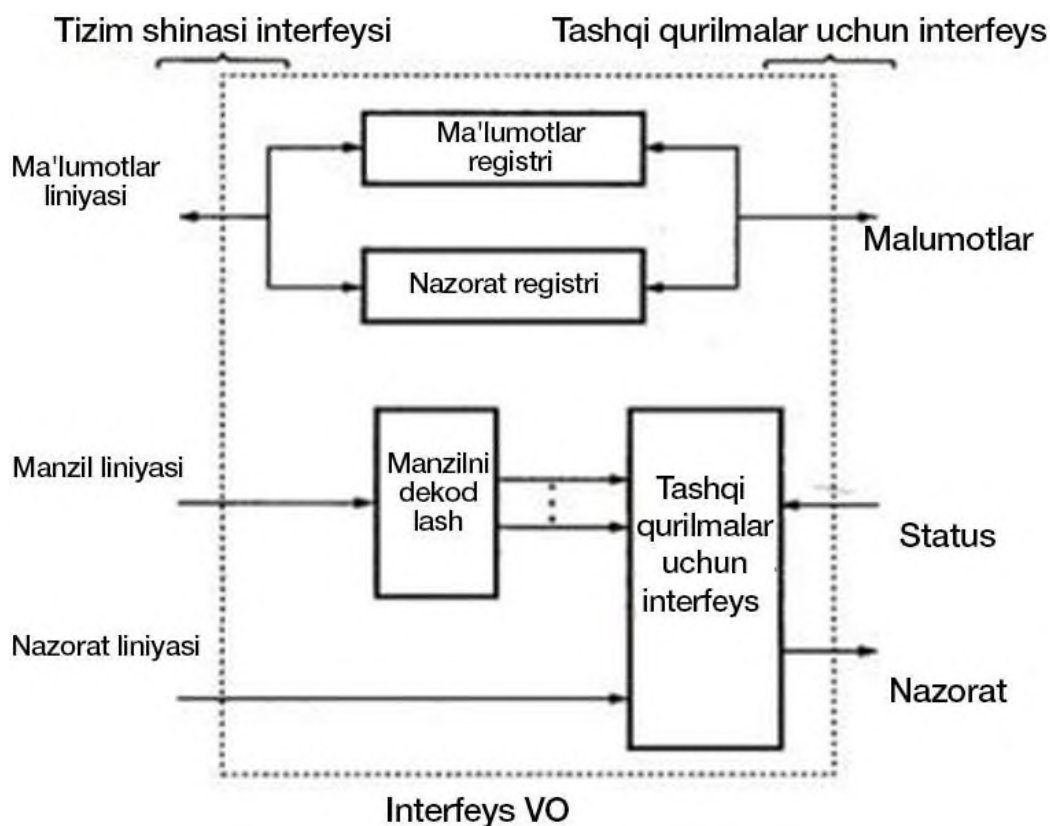 Tizim shinasi interfeysi
Tashqi qurilmalar uchun interfeys
Ma'lumotlar
liniyasi
Ma'lumotlar
registri
Nazorat registri
Malumotlar
Manzil liniyasi
Manzilni
dekod
lash
Tashqi
qurilmalar
uchun
interfeys
Status
Nazorat liniyasi
Nazorat
Interfeys VO